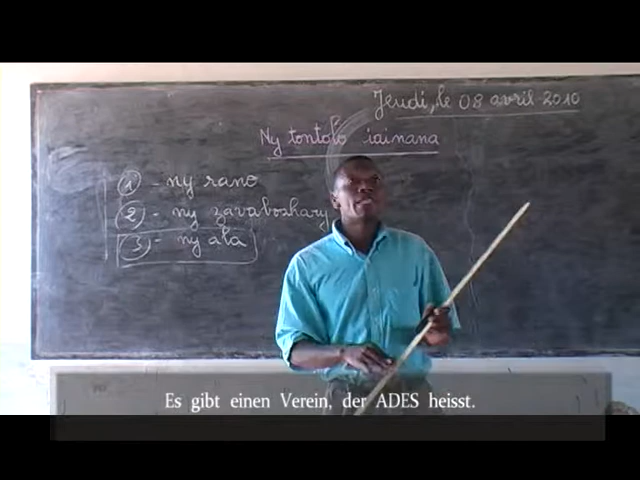 Jeudi, le 08 avril 2010
Ny tontolo iainana
1 - ny rano
2 - ny zavaboahary
3 - ny ala
Es gibt einen Verein, der ADES heisst.